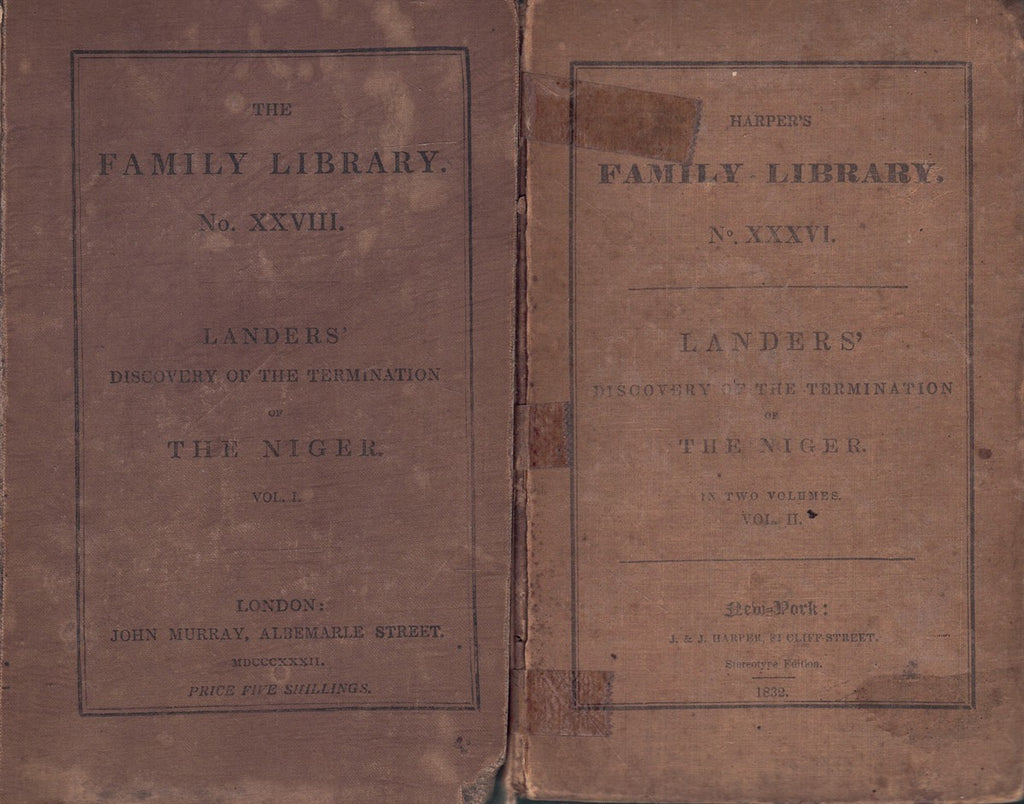 THE
FAMILY LIBRARY.
No. XXVIII.
LANDERS'
DISCOVERY OF THE TERMINATION
OF
THE NIGER.
VOL. I.
LONDON:
JOHN MURRAY, ALBEMARLE STREET.
MDCCCXXXII.
PRICE FIVE SHILLINGS.
HARPER'S
FAMILY LIBRARY.
No. XXXVI.
LANDERS'
DISCOVERY OF THE TERMINATION
OF
THE NIGER.
IN TWO VOLUMES.
VOL. II.
New-York:
J. & J. HARPER, 82 CLIFF-STREET.
Stereotype Edition.
1832.